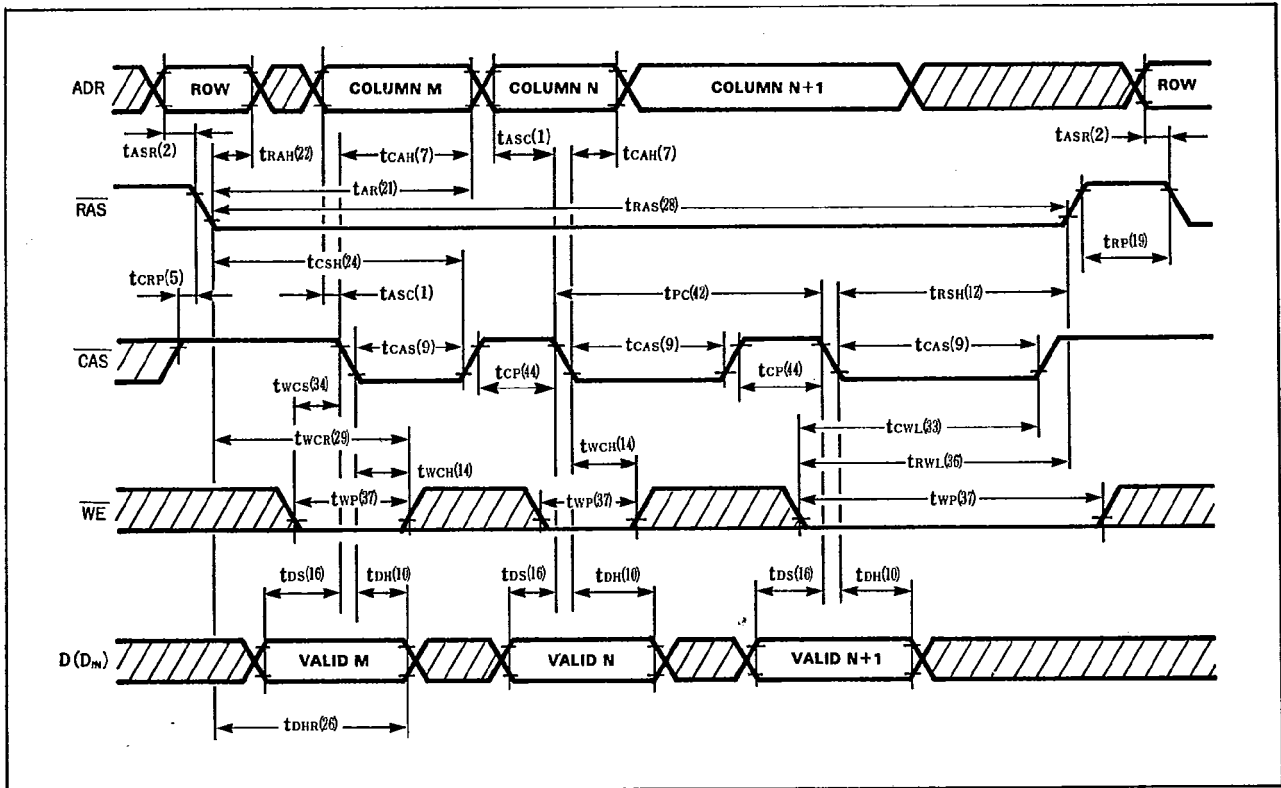 ADR ROW COLUMN M COLUMN N COLUMN N+1 ROW
tASC(1) tASR(2)
tASR(2) tRAH(22) tCAH(7) tCAH(7)
tAR(21)
RAS tRAS(28)
tRP(19)
tCSH(24)
tCRP(5) tASC(1) tPC(42) tRSH(12)
CAS tCAS(9) tCAS(9) tCAS(9)
tCP(44) tCP(44)
tWCS(34)
tCWL(33)
tWCR(29) tWCH(14)
tWCH(14) tRWL(36)
WE tWP(37) tWP(37) tWP(37)
tDS(16) tDH(10) tDS(16) tDH(10) tDS(16) tDH(10)
D(DIN) VALID M VALID N VALID N+1
tDHR(26)